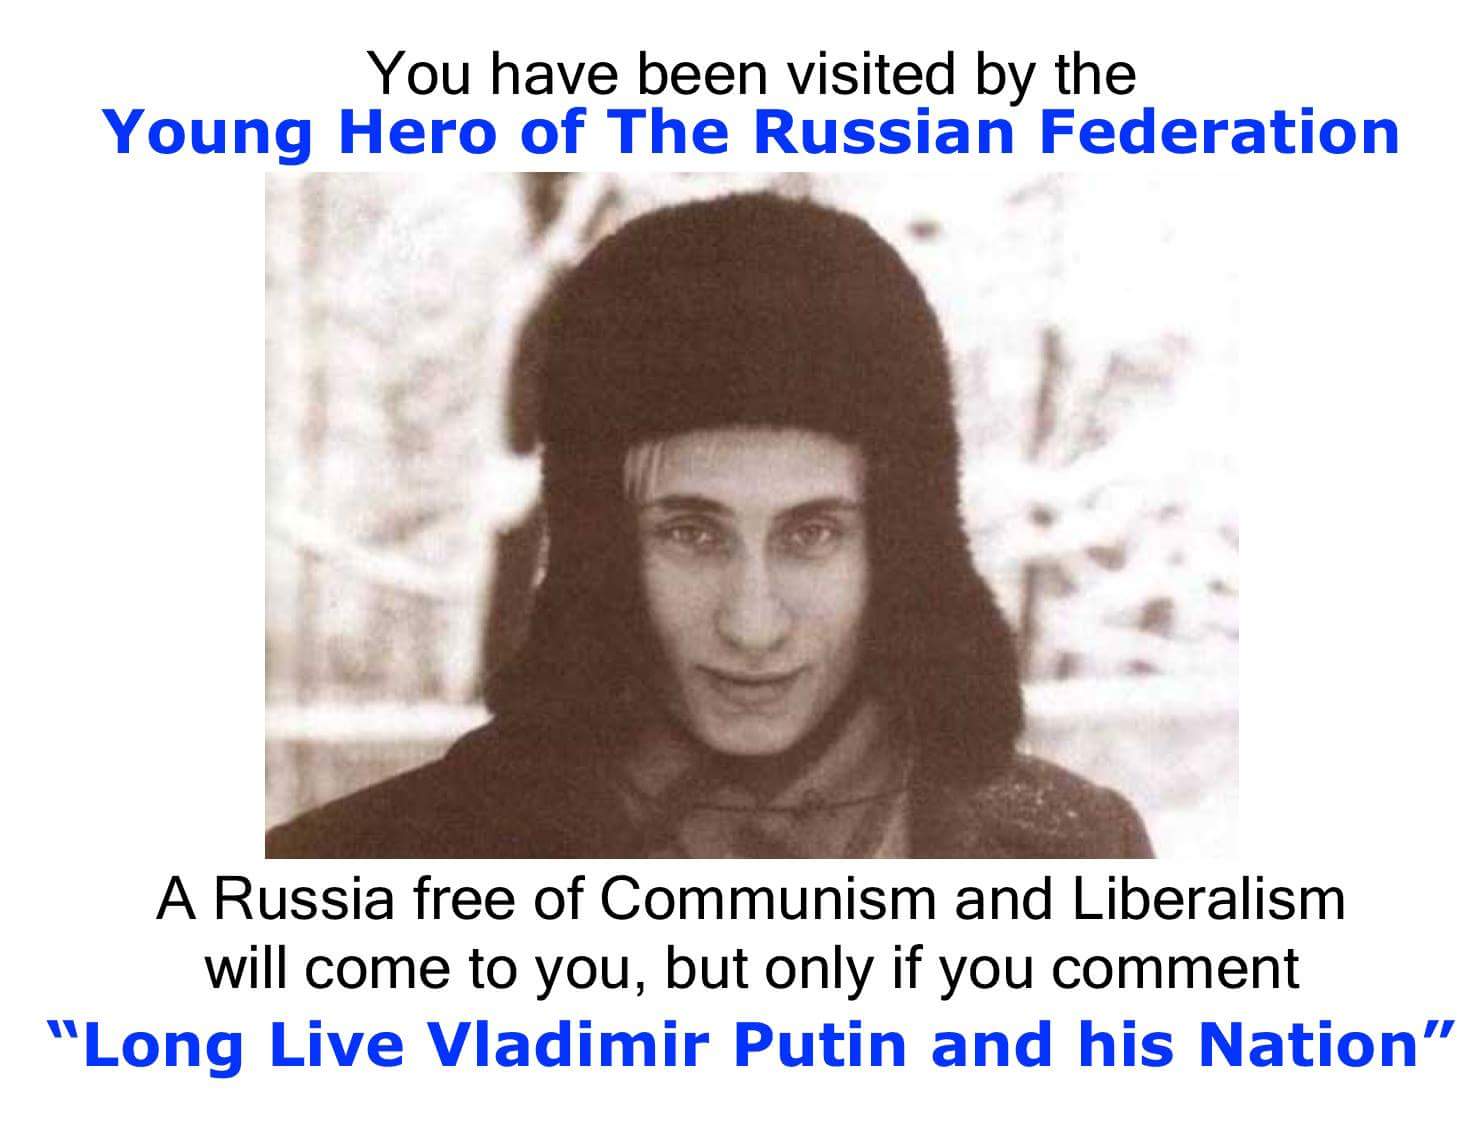 You have been visited by the
Young Hero of The Russian Federation
A Russia free of Communism and Liberalism
will come to you, but only if you comment
“Long Live Vladimir Putin and his Nation”